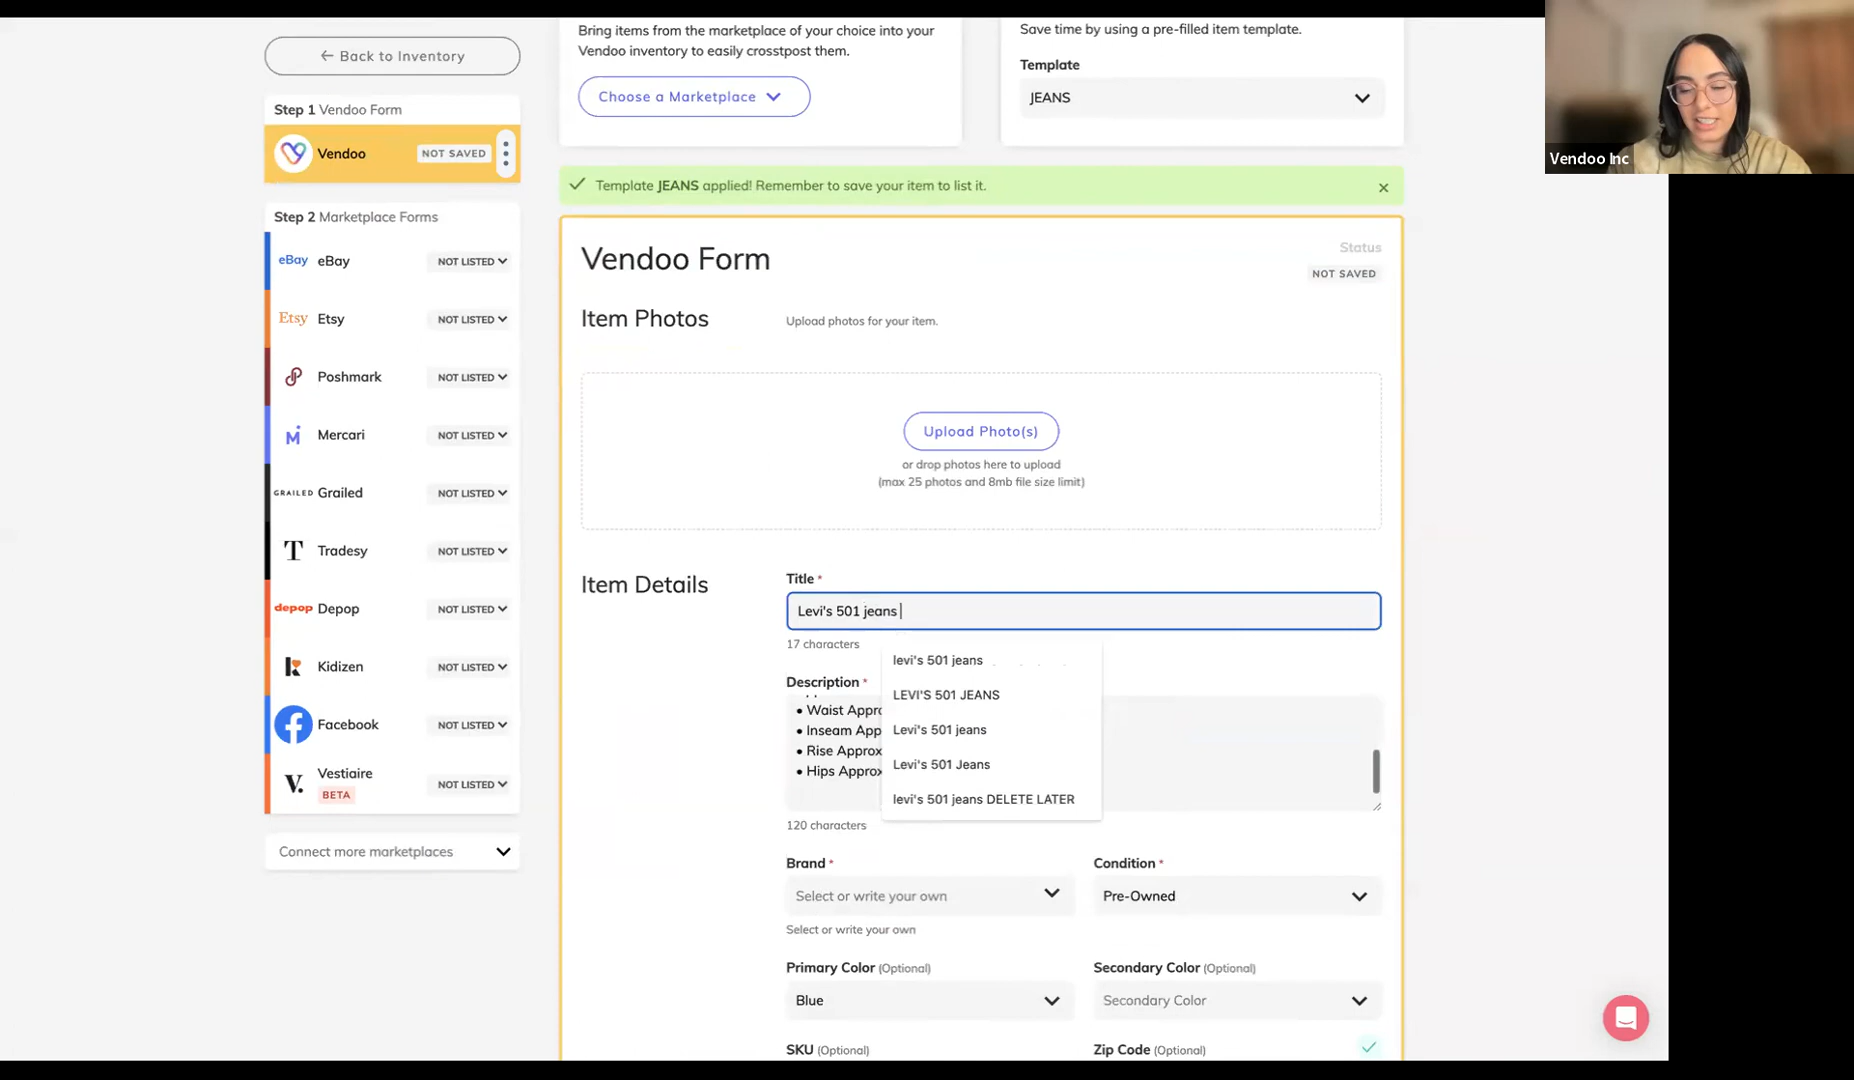 Bring items from the marketplace of your choice into your
Vendoo inventory to easily crosstpost them.
Choose a Marketplace
Save time by using a pre-filled item template.
Template
JEANS
Vendoo Inc
← Back to Inventory
Step 1 Vendoo Form
Vendoo NOT SAVED
Step 2 Marketplace Forms
eBay eBay NOT LISTED
Etsy Etsy NOT LISTED
Poshmark NOT LISTED
Mercari NOT LISTED
GRAILED Grailed NOT LISTED
T Tradesy NOT LISTED
depop Depop NOT LISTED
Kidizen NOT LISTED
Facebook NOT LISTED
V. Vestiaire NOT LISTED
BETA
Connect more marketplaces
Template JEANS applied! Remember to save your item to list it.
Vendoo Form
Status
NOT SAVED
Item Photos
Upload photos for your item.
Upload Photo(s)
or drop photos here to upload
(max 25 photos and 8mb file size limit)
Item Details
Title *
Levi's 501 jeans
17 characters
levi's 501 jeans
LEVI'S 501 JEANS
Levi's 501 jeans
Levi's 501 Jeans
levi's 501 jeans DELETE LATER
Description *
• Waist Appro
• Inseam App
• Rise Approx
• Hips Approx
120 characters
Brand *
Select or write your own
Select or write your own
Condition *
Pre-Owned
Primary Color (Optional)
Blue
Secondary Color (Optional)
Secondary Color
SKU (Optional)
Zip Code (Optional)